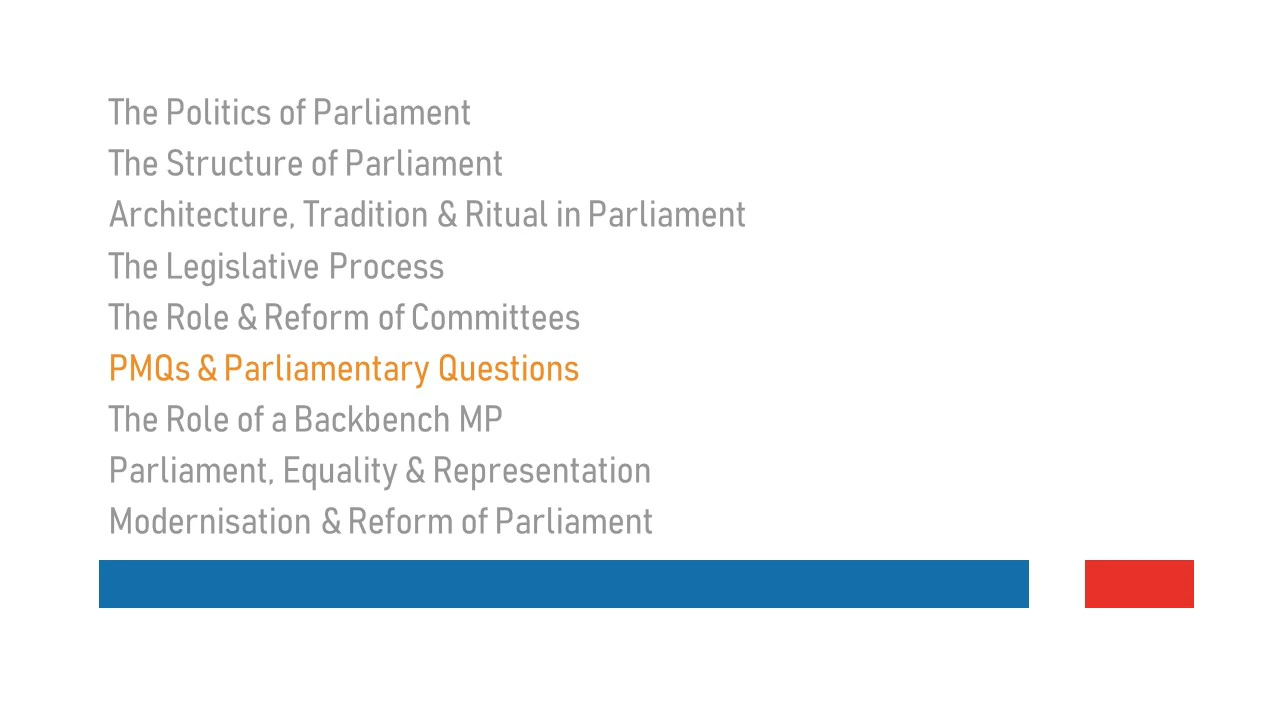 The Politics of Parliament
The Structure of Parliament
Architecture, Tradition & Ritual in Parliament
The Legislative Process
The Role & Reform of Committees
PMQs & Parliamentary Questions
The Role of a Backbench MP
Parliament, Equality & Representation
Modernisation & Reform of Parliament